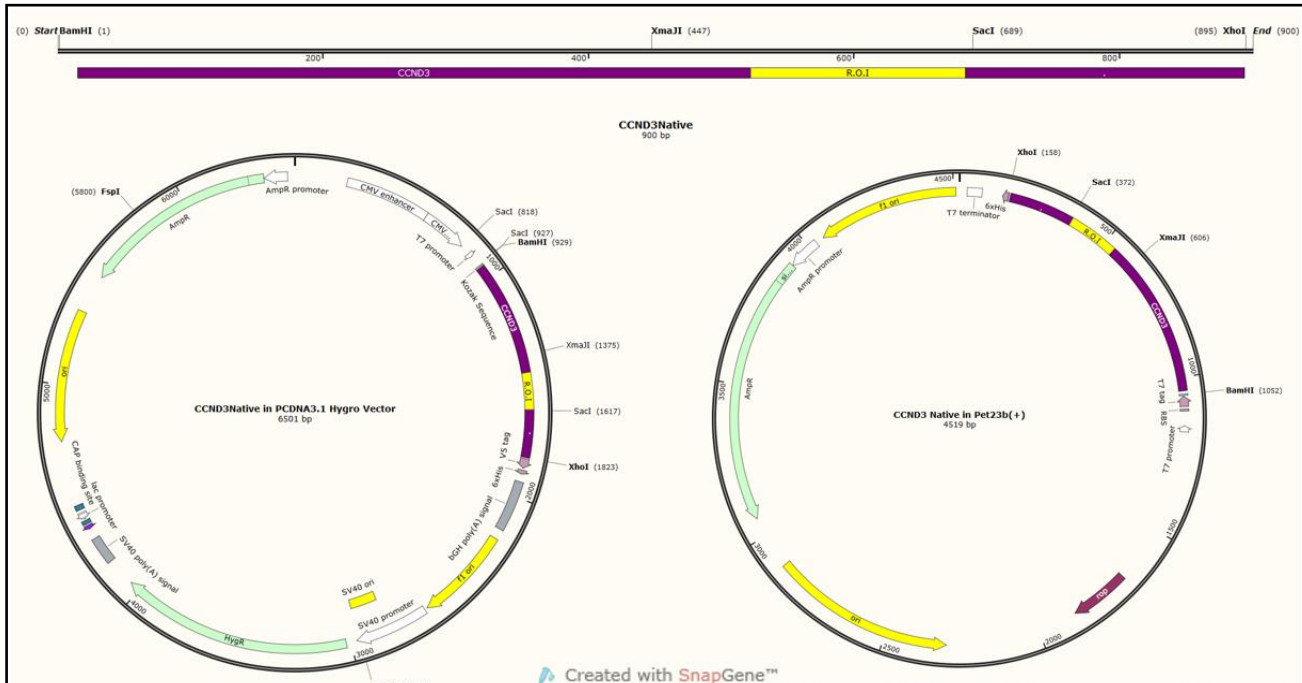 (0) Start BamHI (1)
XmaJI (447)
SacI (689)
(895) XhoI End (900)
200
400
600
800
CCND3
R.O.I
.
CCND3Native
900 bp
(5800) FspI
6000
AmpR promoter
AmpR
CMV enhancer
CMV...
T7 promoter
SacI (818)
SacI (927)
BamHI (929)
1000
Kozak Sequence
CCND3
XmaJI (1375)
R.O.I
SacI (1617)
.
V5 tag
XhoI (1823)
6xHis
2000
bGH poly(A) signal
f1 ori
SV40 ori
SV40 promoter
3000
HygR
4000
SV40 poly(A) signal
lac promoter
CAP binding site
ori
5000
CCND3Native in PCDNA3.1 Hygro Vector
6501 bp
4500
XhoI (158)
T7 terminator
6xHis
SacI (372)
.
R.O.I
500
XmaJI (606)
CCND3
1000
BamHI (1052)
T7 tag
RBS
T7 promoter
1500
rop
2000
2500
ori
3000
AmpR
3500
AmpR promoter
4000
f1 ori
CCND3 Native in Pet23b(+)
4519 bp
Created with SnapGene™